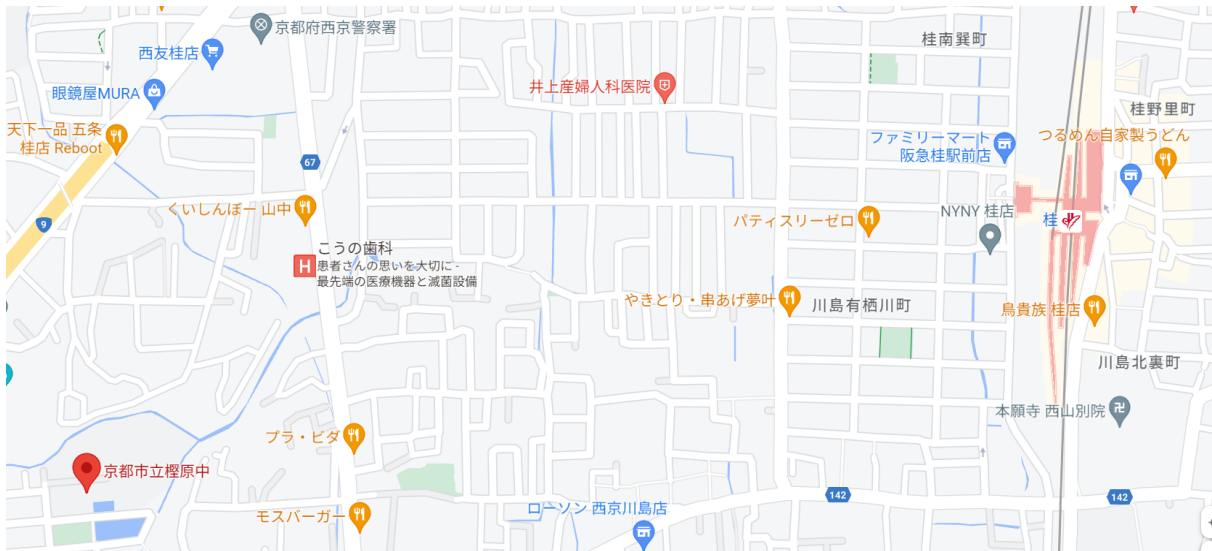 京都府西京警察署
桂南巽町
西友桂店
眼鏡屋MURA
井上産婦人科医院
桂野里町
天下一品 五条
桂店 Reboot
ファミリーマート
阪急桂駅前店
つるめん自家製うどん
67
くいしんぼー 山中
9
パティスリーゼロ
NYNY 桂店
桂
こうの歯科
患者さんの思いを大切に -
最先端の医療機器と滅菌設備
H
やきとり・串あげ夢叶
川島有栖川町
鳥貴族 桂店
川島北裏町
本願寺 西山別院
プラ・ビダ
京都市立樫原中
142
142
モスバーガー
ローソン 西京川島店